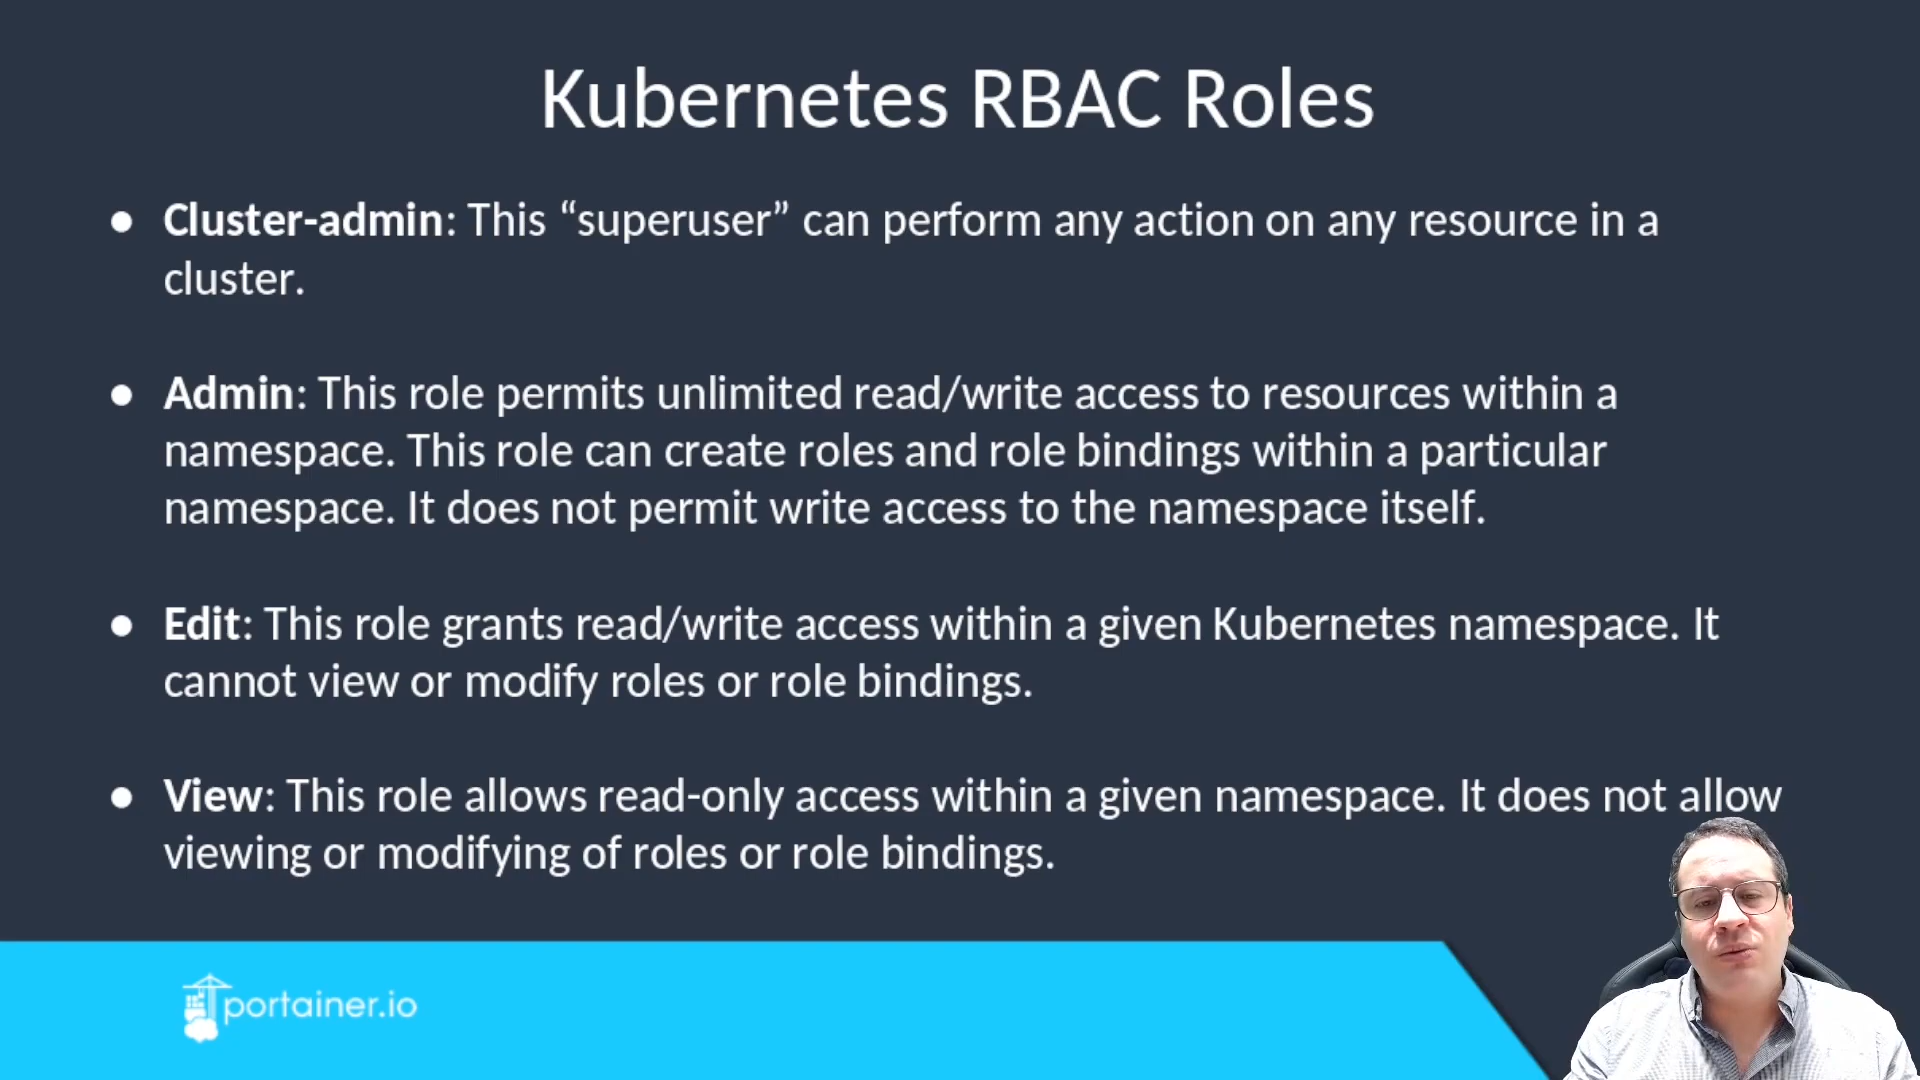 Kubernetes RBAC Roles
● Cluster-admin: This “superuser” can perform any action on any resource in a
cluster.
● Admin: This role permits unlimited read/write access to resources within a
namespace. This role can create roles and role bindings within a particular
namespace. It does not permit write access to the namespace itself.
● Edit: This role grants read/write access within a given Kubernetes namespace. It
cannot view or modify roles or role bindings.
● View: This role allows read-only access within a given namespace. It does not allow
viewing or modifying of roles or role bindings.
portainer.io